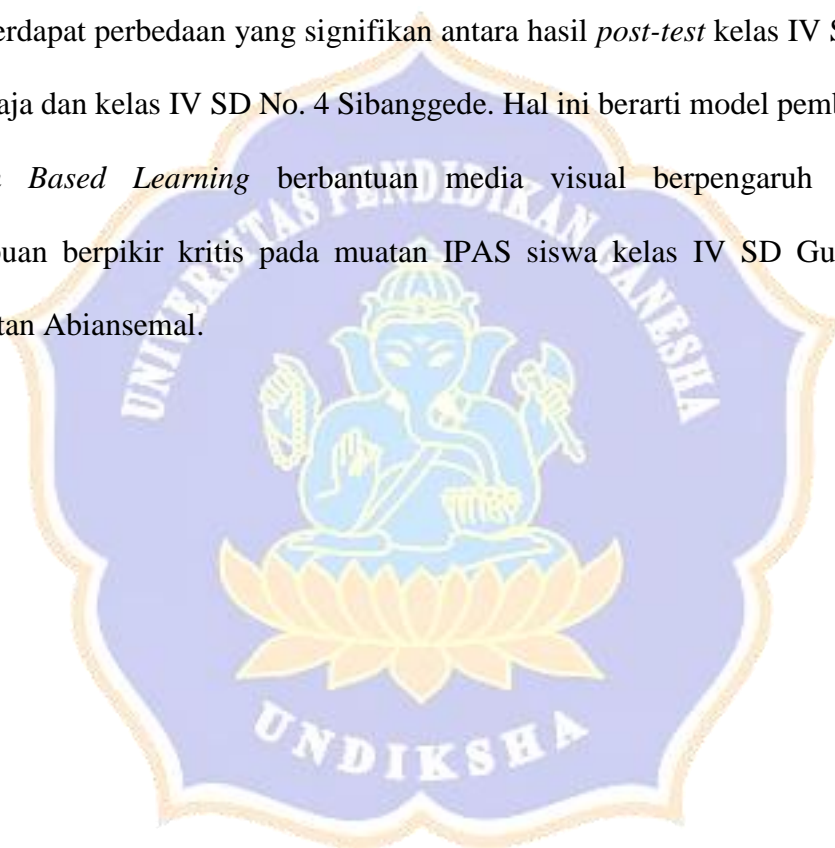 erdapat perbedaan yang signifikan antara hasil post-test kelas IV S
aja dan kelas IV SD No. 4 Sibanggede. Hal ini berarti model pemb
Based Learning berbantuan media visual berpengaruh
uan berpikir kritis pada muatan IPAS siswa kelas IV SD Gu
tan Abiansemal.
UNIVERSITAS PENDIDIKAN GANESHA
UNDIKSHA